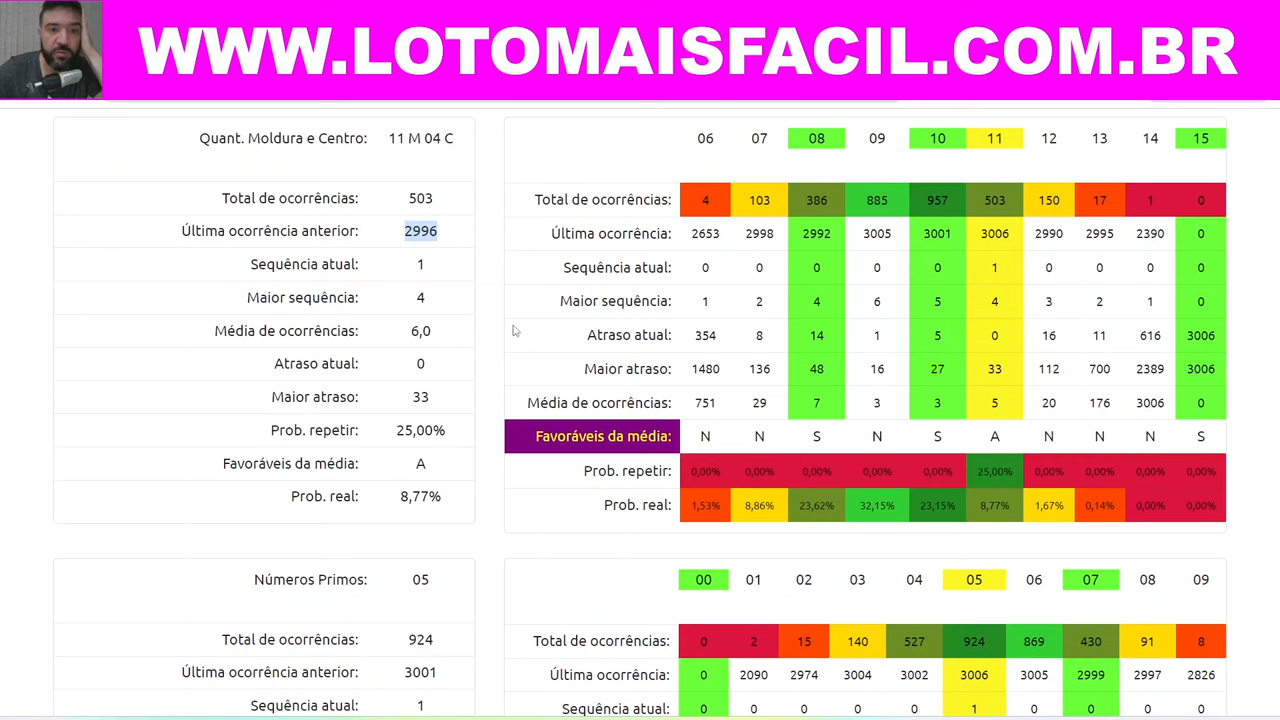 WWW.LOTOMAISFACIL.COM.BR
Quant. Moldura e Centro: 11 M 04 C
Total de ocorrências: 503
Última ocorrência anterior: 2996
Sequência atual: 1
Maior sequência: 4
Média de ocorrências: 6,0
Atraso atual: 0
Maior atraso: 33
Prob. repetir: 25,00%
Favoráveis da média: A
Prob. real: 8,77%
06 07 08 09 10 11 12 13 14 15
Total de ocorrências: 4 103 386 885 957 503 150 17 1 0
Última ocorrência: 2653 2998 2992 3005 3001 3006 2990 2995 2390 0
Sequência atual: 0 0 0 0 0 1 0 0 0 0
Maior sequência: 1 2 4 6 5 4 3 2 1 0
Atraso atual: 354 8 14 1 5 0 16 11 616 3006
Maior atraso: 1480 136 48 16 27 33 112 700 2389 3006
Média de ocorrências: 751 29 7 3 3 5 20 176 3006 0
Favoráveis da média: N N S N S A N N N S
Prob. repetir: 0,00% 0,00% 0,00% 0,00% 0,00% 25,00% 0,00% 0,00% 0,00% 0,00%
Prob. real: 1,53% 8,86% 23,62% 32,15% 23,15% 8,77% 1,67% 0,14% 0,00% 0,00%
Números Primos: 05
Total de ocorrências: 924
Última ocorrência anterior: 3001
Sequência atual: 1
00 01 02 03 04 05 06 07 08 09
Total de ocorrências: 0 2 15 140 527 924 869 430 91 8
Última ocorrência: 0 2090 2974 3004 3002 3006 3005 2999 2997 2826
Sequência atual: 0 0 0 0 0 1 0 0 0 0